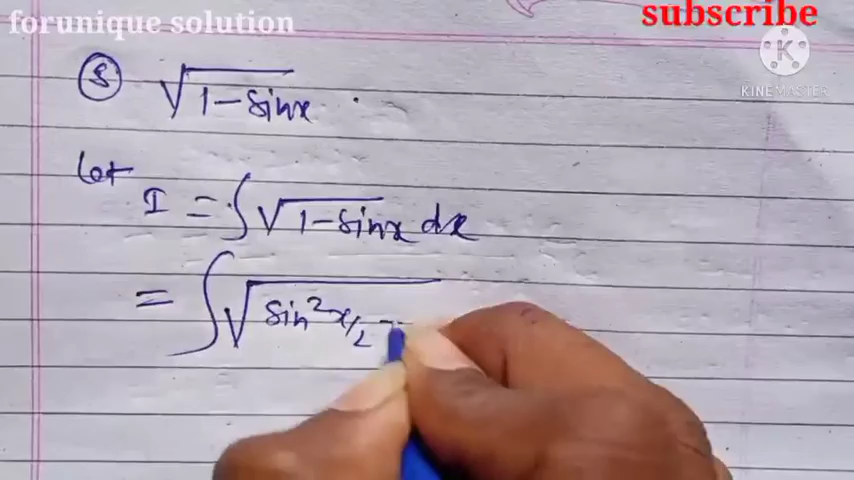 forunique solution
subscribe
KINEMASTER
⑧ √(1-sinx) .
Let
I = ∫√(1-sinx) dx
= ∫√(sin²x/2 -